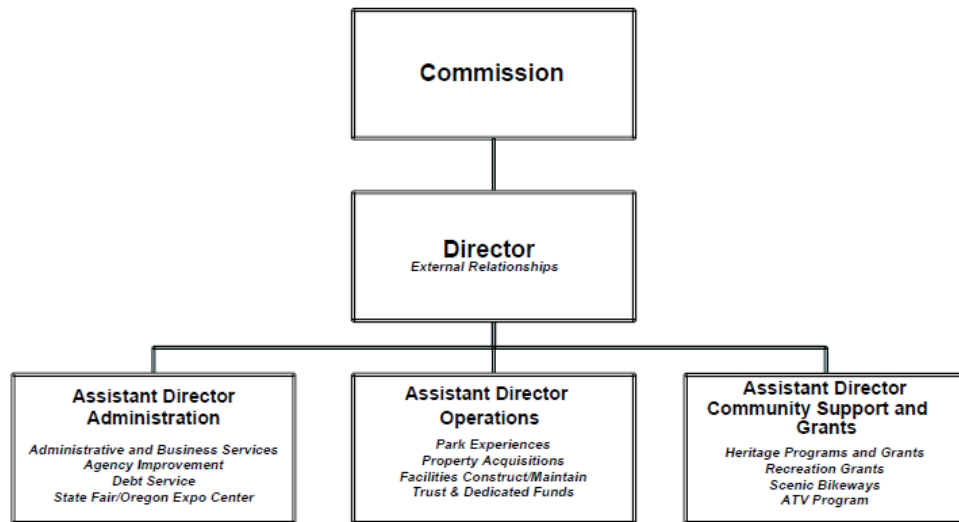 Commission
Director
External Relationships
Assistant Director
Administration
Administrative and Business Services
Agency Improvement
Debt Service
State Fair/Oregon Expo Center
Assistant Director
Operations
Park Experiences
Property Acquisitions
Facilities Construct/Maintain
Trust & Dedicated Funds
Assistant Director
Community Support and
Grants
Heritage Programs and Grants
Recreation Grants
Scenic Bikeways
ATV Program